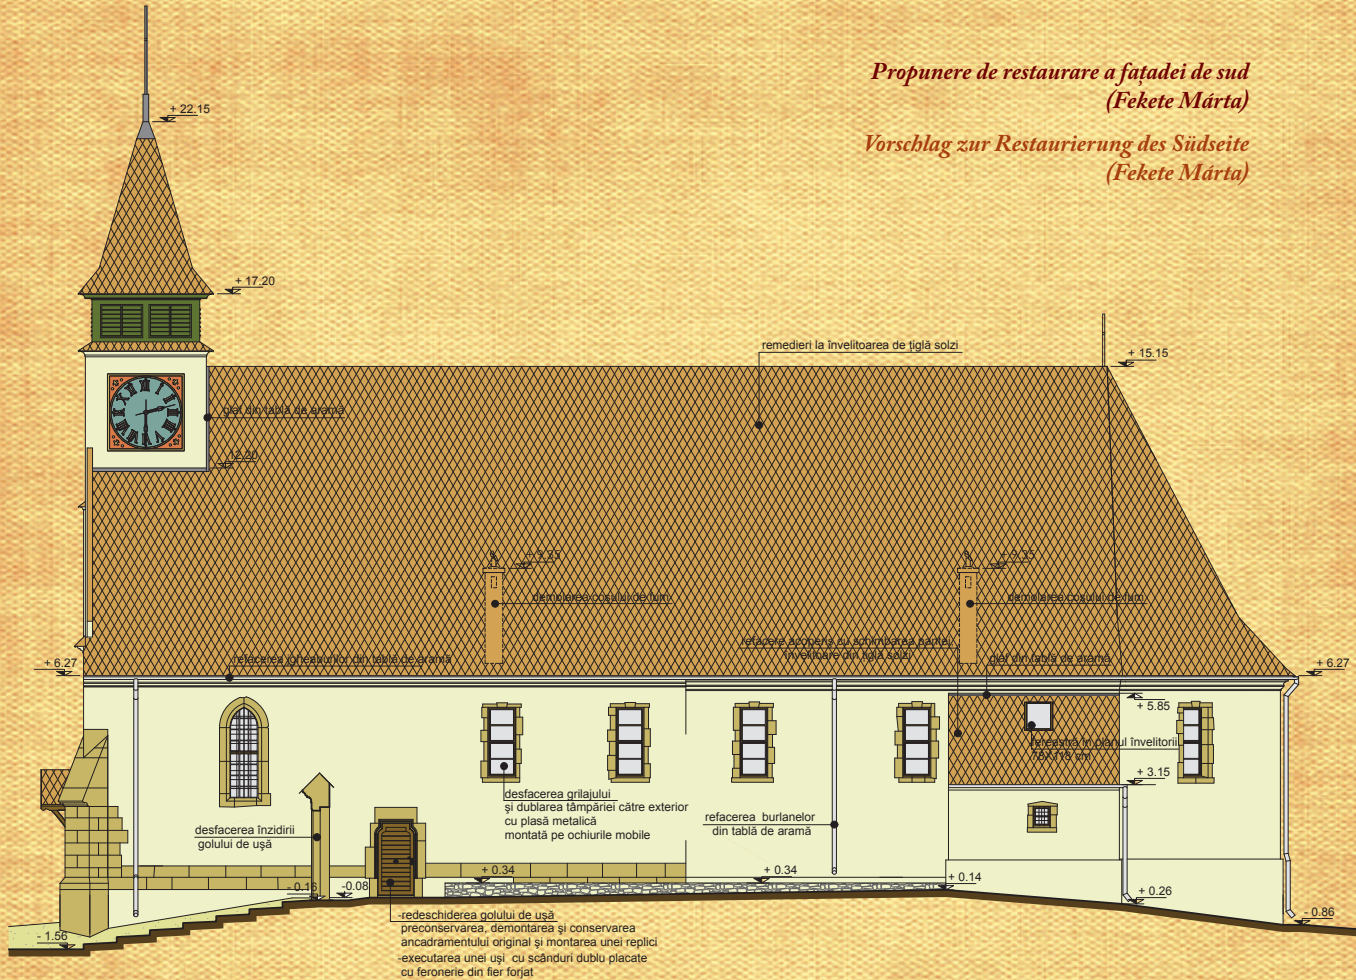 Propunere de restaurare a fațadei de sud
(Fekete Márta)
Vorschlag zur Restaurierung des Südseite
(Fekete Márta)
+ 22.15
+ 17.20
remedieri la învelitoarea de țiglă solzi
+ 15.15
glaf din tablă de aramă
12.20
+ 9.35
+ 9.35
demolarea coșului de fum
demolarea coșului de fum
refacere acoperiș cu schimbarea pantei
învelitoare din țiglă solzi
refacerea jgheaburilor din tablă de aramă
glaf din tablă de aramă
+ 6.27
+ 6.27
+ 5.85
fereastră în planul învelitorii
78X118 cm
+ 3.15
desfacerea grilajului
și dublarea tâmpăriei către exterior
cu plasă metalică
montată pe ochiurile mobile
refacerea burlanelor
din tablă de aramă
desfacerea înzidirii
golului de ușă
+ 0.34
+ 0.34
+ 0.14
- 0.16
-0.08
+ 0.26
- 0.86
- 1.56
-redeschiderea golului de ușă
preconservarea, demontarea și conservarea
ancadramentului original și montarea unei replici
-executarea unei uși cu scânduri dublu placate
cu feronerie din fier forjat